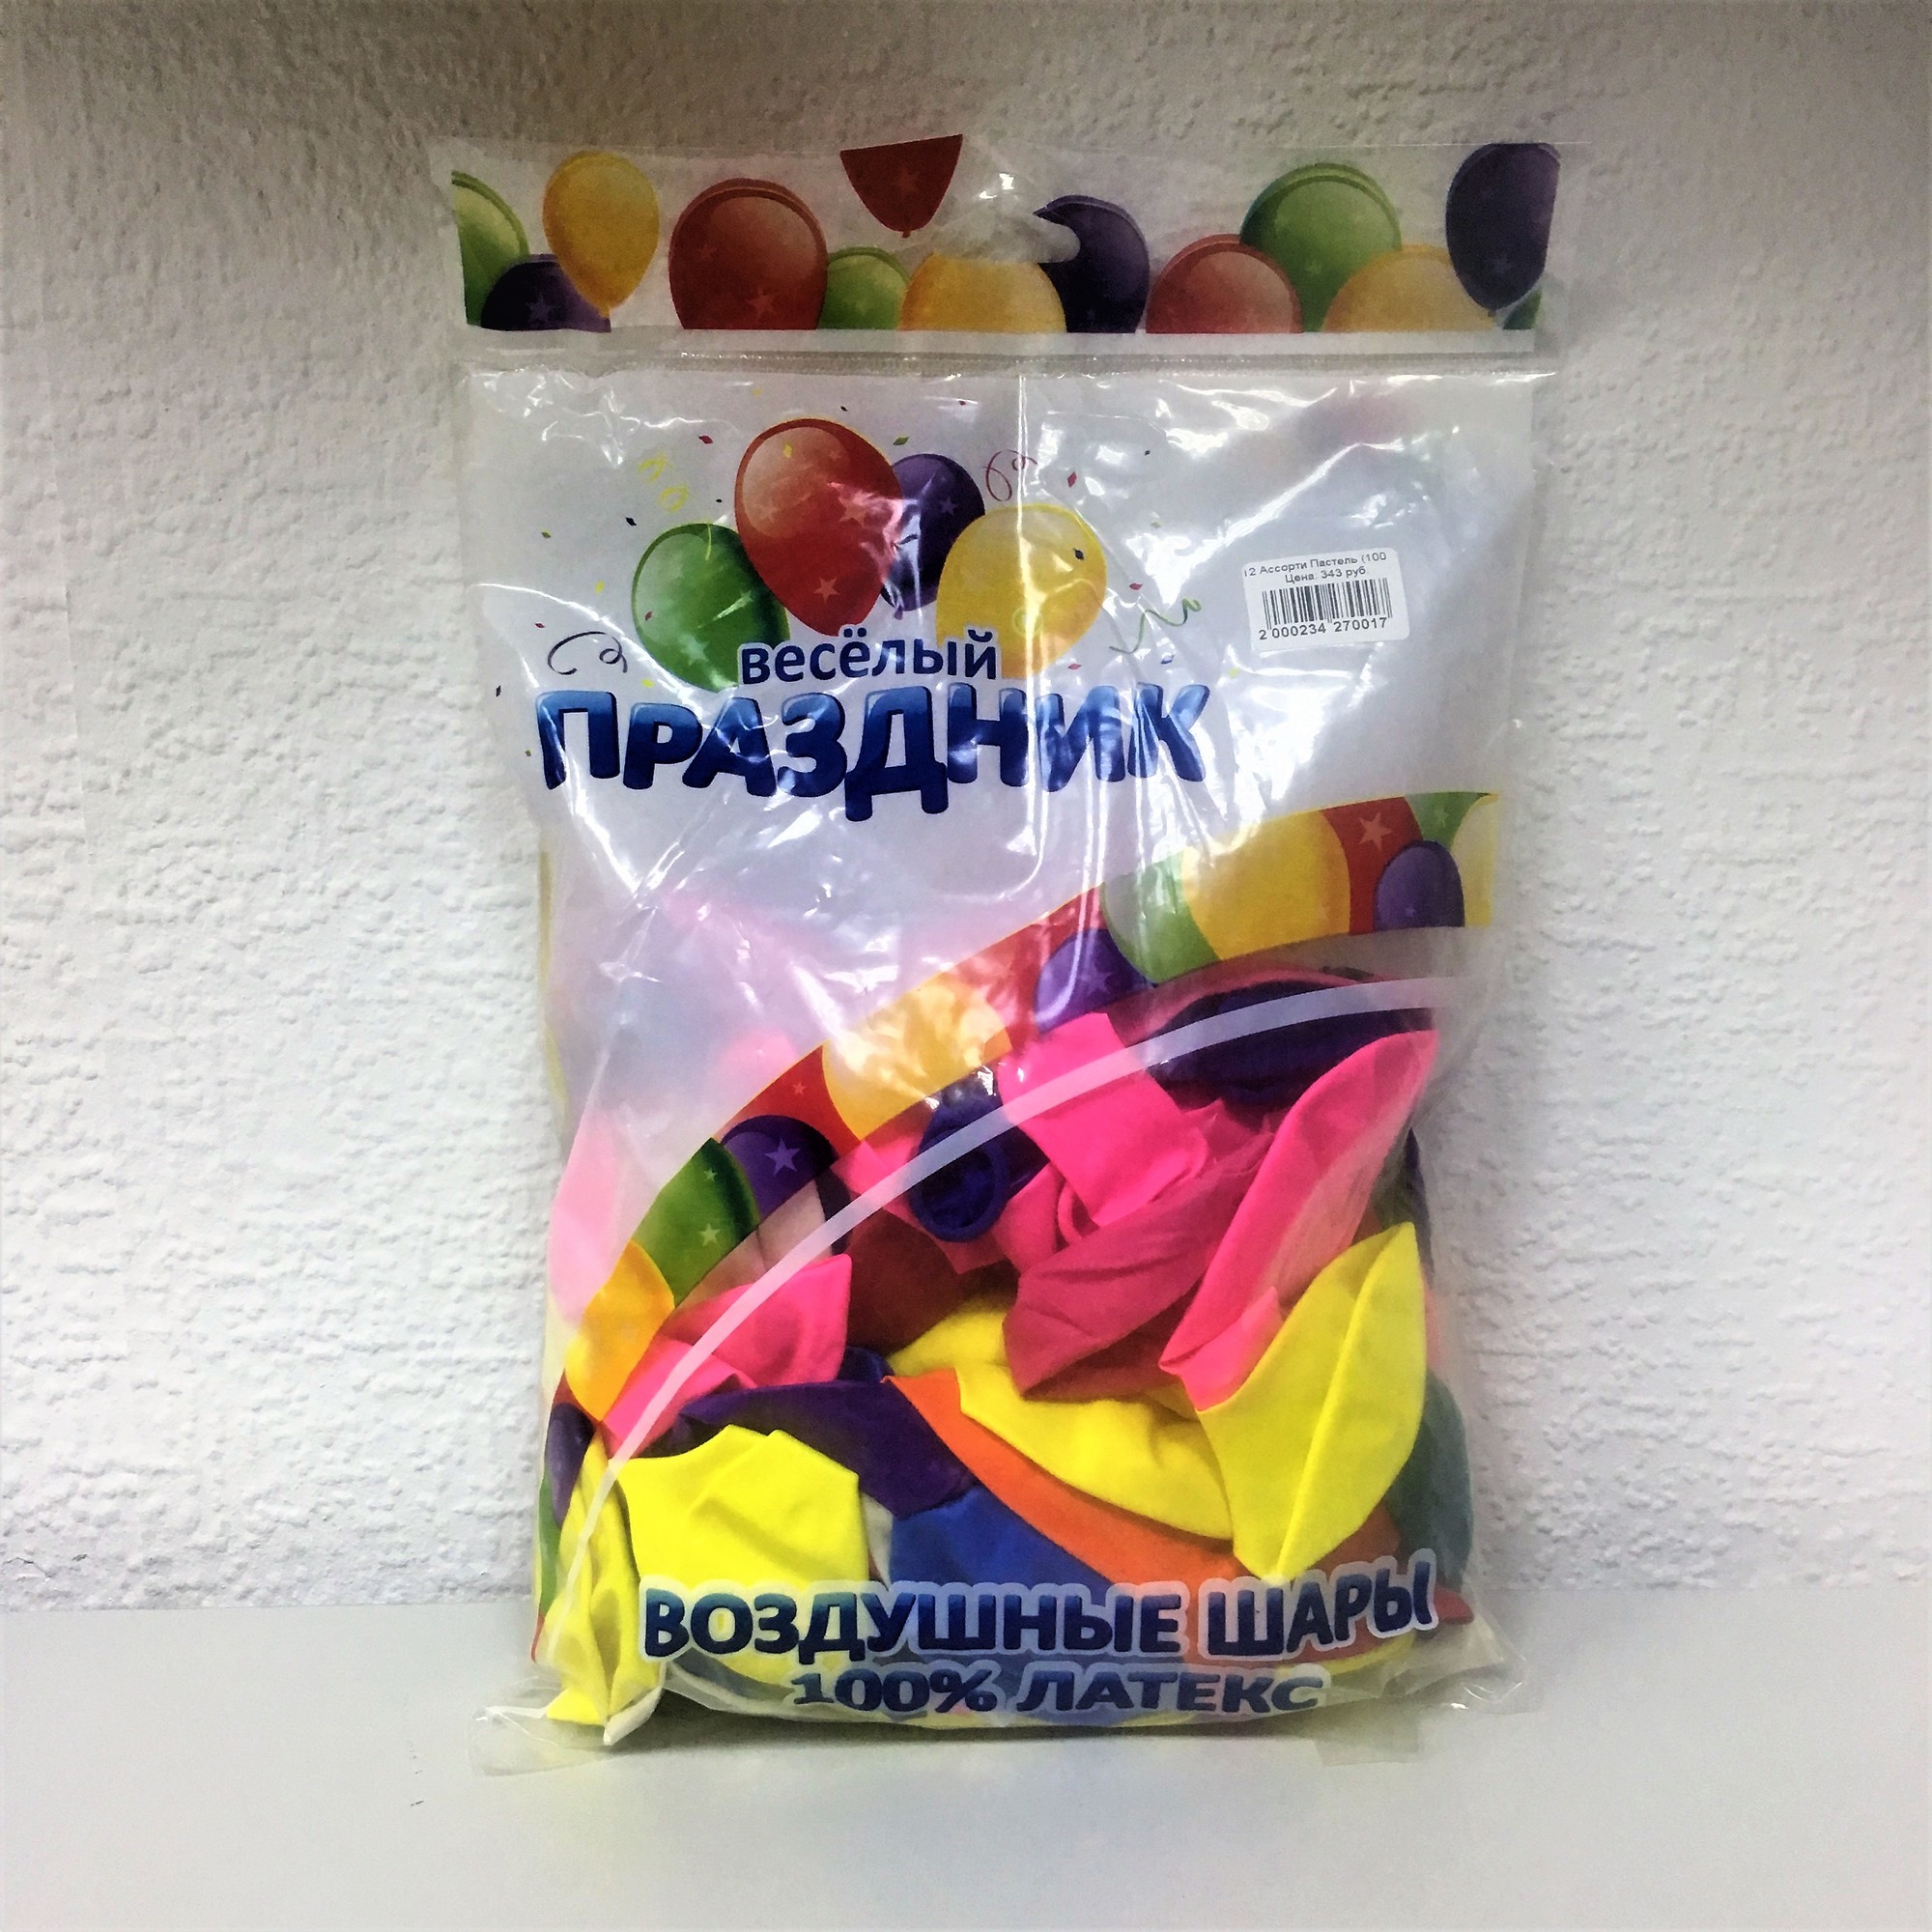 весёлый
ПРАЗДНИК
12 Ассорти Пастель (100
Цена: 343 руб.
2 000234 270017
ВОЗДУШНЫЕ ШАРЫ
100% ЛАТЕКС